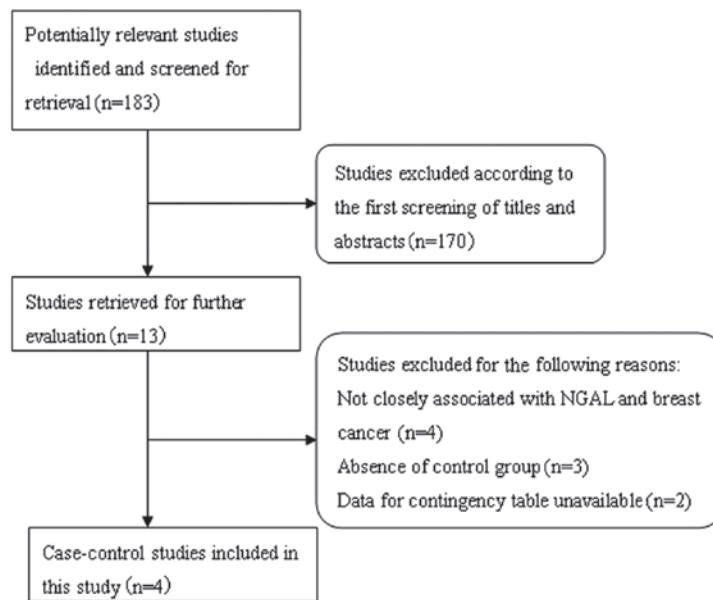 Potentially relevant studies
identified and screened for
retrieval (n=183)
Studies excluded according to
the first screening of titles and
abstracts (n=170)
Studies retrieved for further
evaluation (n=13)
Studies excluded for the following reasons:
Not closely associated with NGAL and breast
cancer (n=4)
Absence of control group (n=3)
Data for contingency table unavailable (n=2)
Case-control studies included in
this study (n=4)